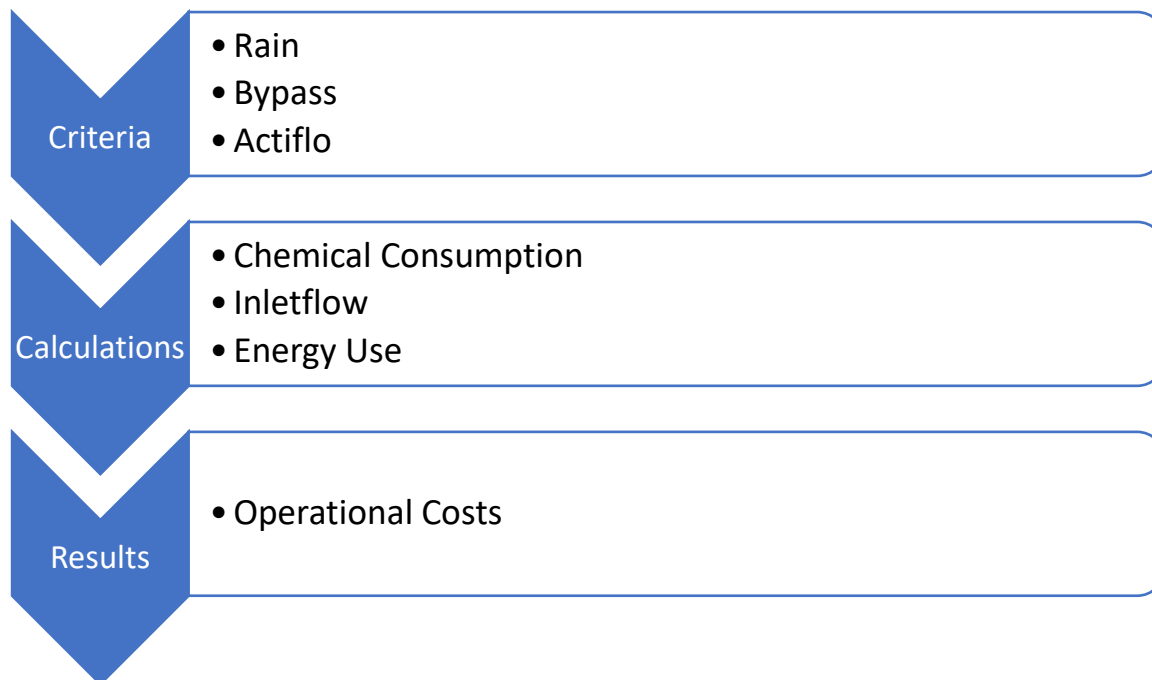 Criteria
• Rain
• Bypass
• Actiflo
Calculations
• Chemical Consumption
• Inletflow
• Energy Use
Results
• Operational Costs